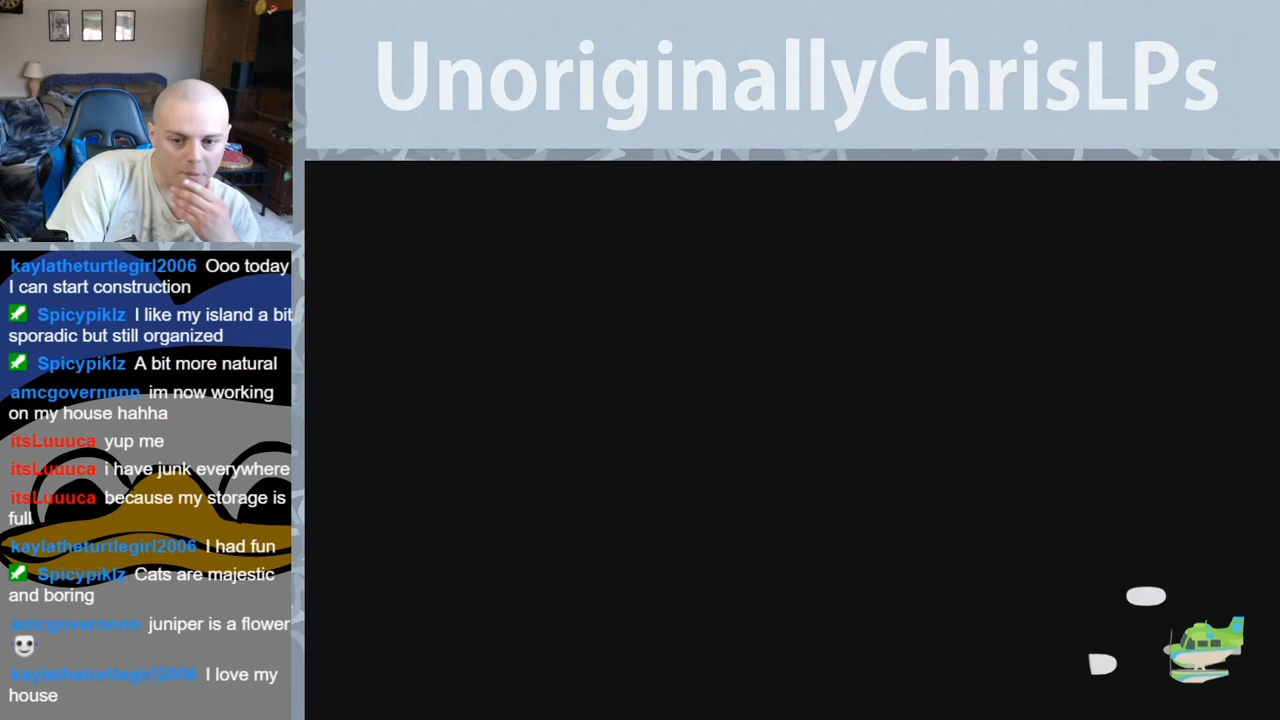 UnoriginallyChrisLPs
kaylatheturtlegirl2006 Ooo today
I can start construction
Spicypiklz I like my island a bit
sporadic but still organized
Spicypiklz A bit more natural
amcgovernnnn im now working
on my house hahha
itsLuuuca yup me
itsLuuuca i have junk everywhere
itsLuuuca because my storage is
full
kaylatheturtlegirl2006 I had fun
Spicypiklz Cats are majestic
and boring
amcgovernnnn juniper is a flower
kaylatheturtlegirl2006 I love my
house